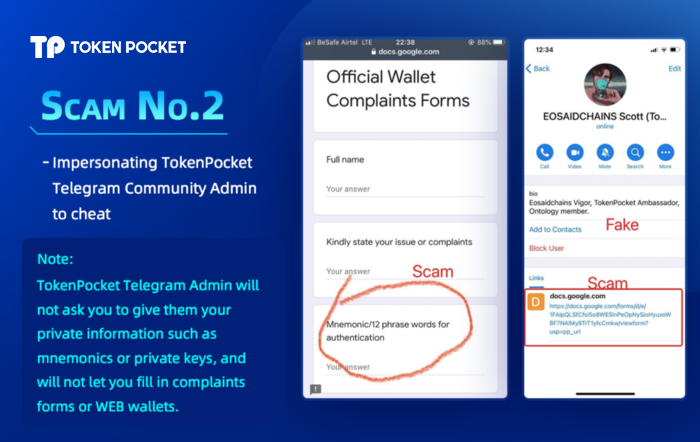 TP TOKEN POCKET
SCAM NO.2
- Impersonating TokenPocket
Telegram Community Admin
to cheat
Note:
TokenPocket Telegram Admin will
not ask you to give them your
private information such as
mnemonics or private keys, and
will not let you fill in complaints
forms or WEB wallets.
BeSafe Airtel LTE 22:38 88%
docs.google.com
Official Wallet
Complaints Forms
Full name
Your answer
Kindly state your issue or complaints
Your answer
Scam
Mnemonic/12 phrase words for
authentication
Your answer
12:34
Back Edit
EOSAIDCHAINS Scott (To...
online
Call Video Mute Search More
bio
Eosaidchains Vigor, TokenPocket Ambassador,
Ontology member.
Add to Contacts
Fake
Block User
Links
Scam
D docs.google.com
https://docs.google.com/forms/d/e/
usp=pp_url